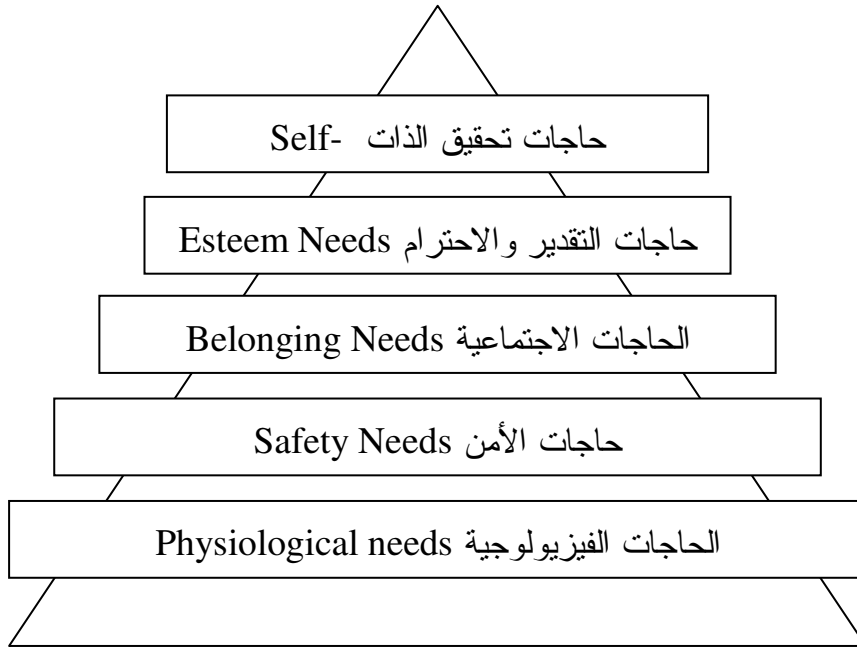 حاجات تحقيق الذات Self-
حاجات التقدير والاحترام Esteem Needs
الحاجات الاجتماعية Belonging Needs
حاجات الأمن Safety Needs
الحاجات الفيزيولوجية Physiological needs